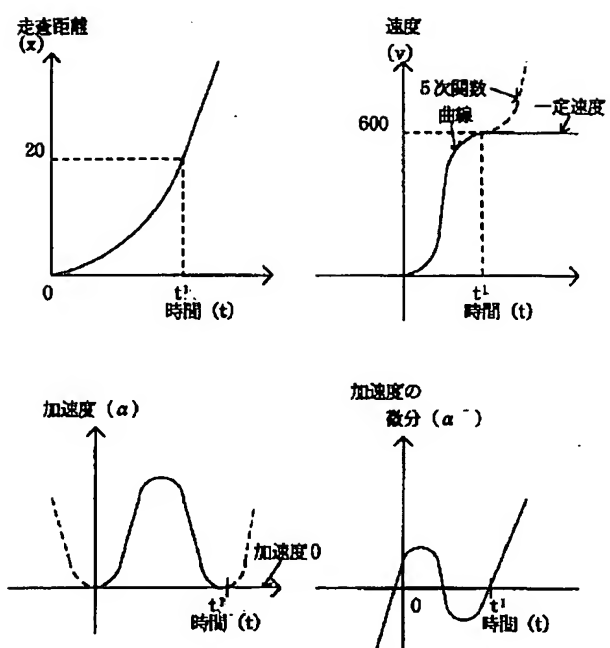 走査距離
(x)
20
0
t¹
時間 (t)
速度
(v)
5次関数
曲線
一定速度
600
t¹
時間 (t)
加速度 (α)
加速度0
t¹
時間 (t)
加速度の
微分 (α⁻)
0
t¹
時間 (t)